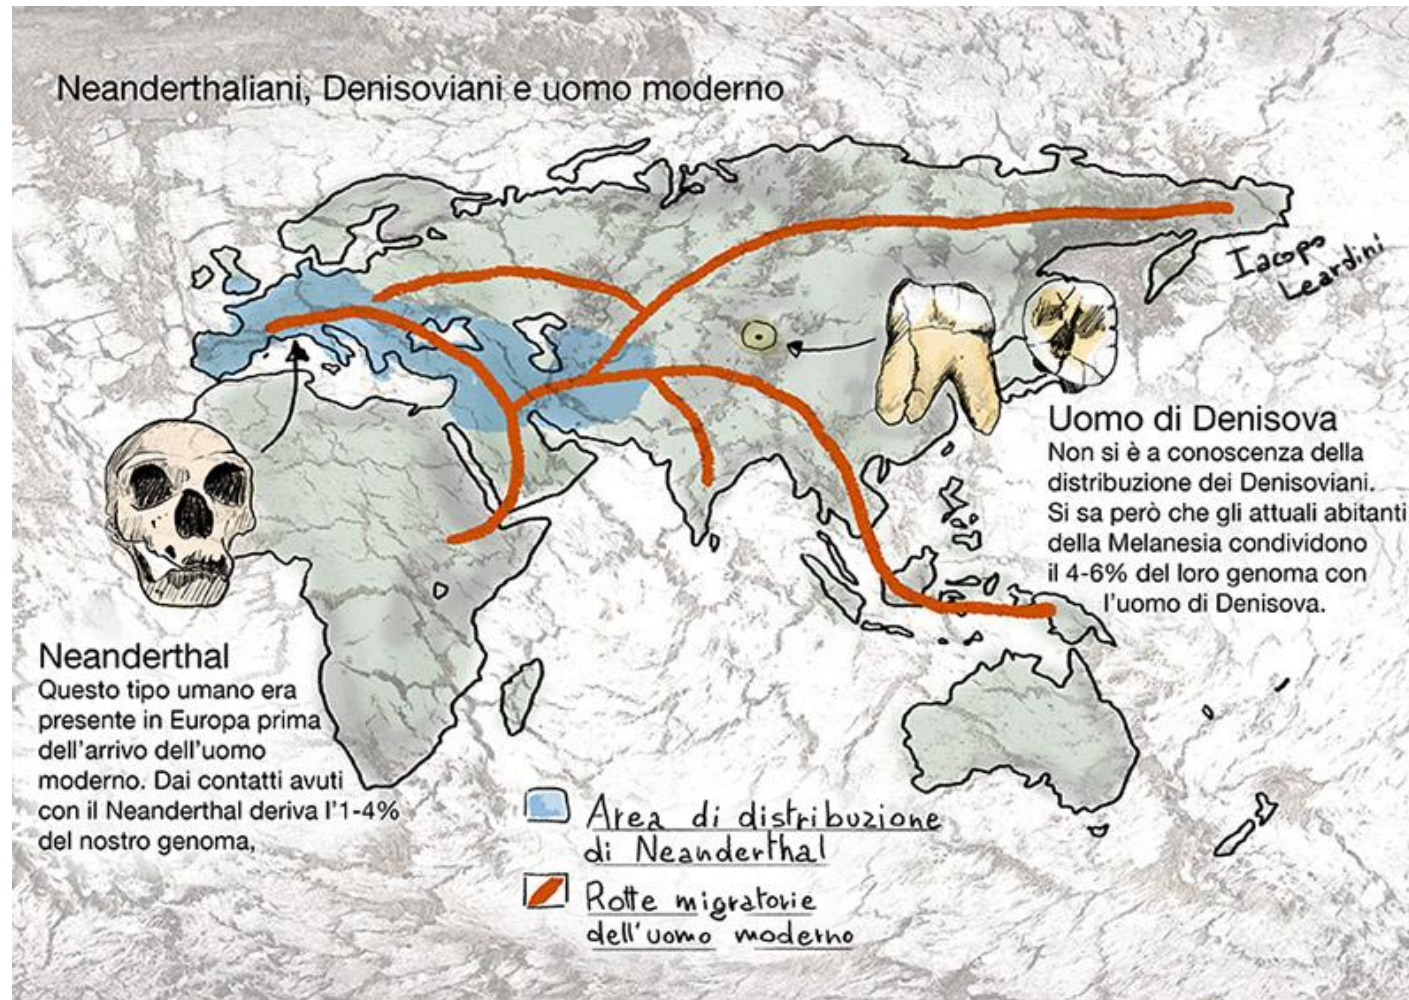 Neanderthaliani, Denisoviani e uomo moderno
Iacopo
Leardini
Uomo di Denisova
Non si è a conoscenza della
distribuzione dei Denisoviani.
Si sa però che gli attuali abitanti
della Melanesia condividono
il 4-6% del loro genoma con
l'uomo di Denisova.
Neanderthal
Questo tipo umano era
presente in Europa prima
dell'arrivo dell'uomo
moderno. Dai contatti avuti
con il Neanderthal deriva l'1-4%
del nostro genoma,
Area di distribuzione
di Neanderthal
Rotte migratorie
dell'uomo moderno